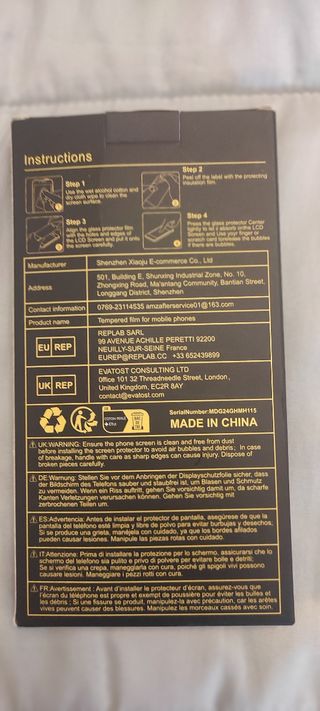 Instructions
Step 1
Use the wet alcohol cotton and
dry cloth wipe to clean the
screen surface.
Step 2
Peel off the label with the protecting
insulation film.
Step 3
Align the glass protector film
with the holes and edges of
the LCD Screen and put it onto
the screen carefully.
Step 4
Press the glass protector Center
lightly to let it absorb onthe LCD
Screen and Use your finger or
scratch card torelease the bubbles
if there are bubbles.
Manufacturer Shenzhen Xiaoju E-commerce Co., Ltd
Address 501, Building E, Shunxing Industrial Zone, No. 10,
Zhongxing Road, Ma'antang Community, Bantian Street,
Longgang District, Shenzhen
Contact information 0769-23114535 amzafterservice01@163.com
Product name Tempered film for mobile phones
EU REP REPLAB SARL
99 AVENUE ACHILLE PERETTI 92200
NEUILLY-SUR-SEINE France
EUREP@REPLAB.CC +33 652439899
UK REP EVATOST CONSULTING LTD
Office 101 32 Threadneedle Street, London,
United Kingdom, EC2R 8AY
contact@evatost.com
SerialNumber:MDG24GHIMH115
MADE IN CHINA
UK:WARNING: Ensure the phone screen is clean and free from dust
before installing the screen protector to avoid air bubbles and debris; In case
of breakage, handle with care as sharp edges can cause injury. Dispose of
broken pieces carefully.
DE:Warnung: Stellen Sie vor dem Anbringen der Displayschutzfolie sicher, dass
der Bildschirm des Telefons sauber und staubfrei ist, um Blasen und Schmutz
zu vermeiden. Wenn ein Riss auftritt, gehen Sie vorsichtig damit um, da scharfe
Kanten Verletzungen verursachen können. Gehen Sie vorsichtig mit
zerbrochenen Teilen um.
ES:Advertencia: Antes de instalar el protector de pantalla, asegúrese de que la
pantalla del teléfono esté limpia y libre de polvo para evitar burbujas y desechos;
Si se produce una grieta, manéjela con cuidado, ya que los bordes afilados
pueden causar lesiones. Manipule las piezas rotas con cuidado.
IT:Attenzione: Prima di installare la protezione per lo schermo, assicurarsi che lo
schermo del telefono sia pulito e privo di polvere per evitare bolle e detriti.
Se si verifica una crepa, maneggiarla con cura, poiché gli spigoli vivi possono
causare lesioni. Maneggiare i pezzi rotti con cura.
FR:Avertissement : Avant d'installer le protecteur d'écran, assurez-vous que
l'écran du téléphone est propre et exempt de poussière pour éviter les bulles et
les débris ; Si une fissure se produit, manipulez-la avec précaution, car les arêtes
vives peuvent causer des blessures. Manipulez les morceaux cassés avec soin.